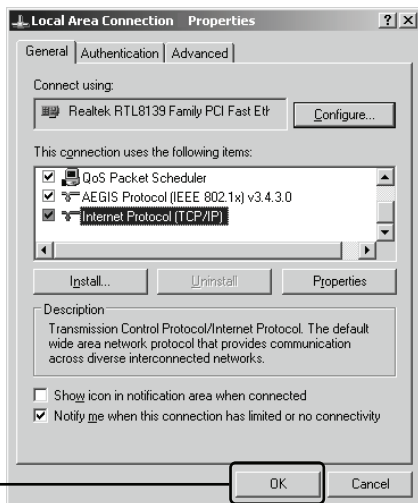 Local Area Connection Properties
General Authentication Advanced
Connect using:
Realtek RTL8139 Family PCI Fast Eth
Configure...
This connection uses the following items:
QoS Packet Scheduler
AEGIS Protocol (IEEE 802.1x) v3.4.3.0
Internet Protocol (TCP/IP)
Install... Uninstall Properties
Description
Transmission Control Protocol/Internet Protocol. The default
wide area network protocol that provides communication
across diverse interconnected networks.
Show icon in notification area when connected
Notify me when this connection has limited or no connectivity
OK Cancel